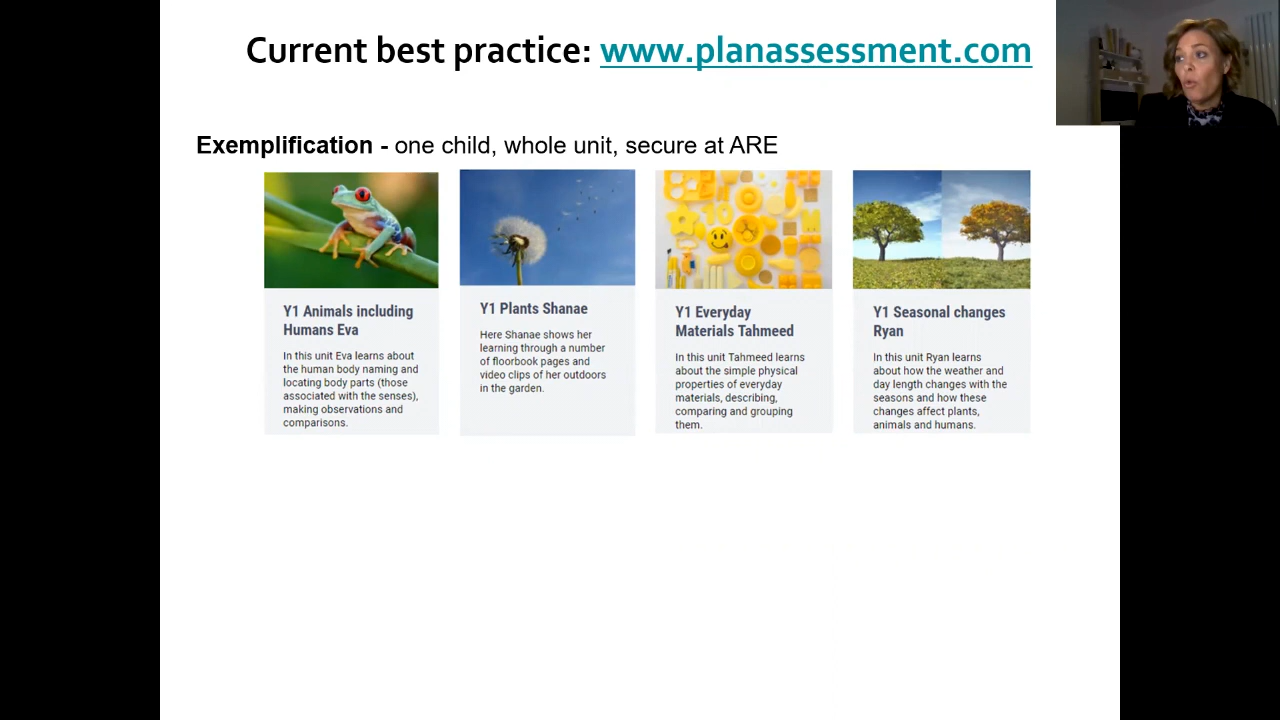 Current best practice: www.planassessment.com
Exemplification - one child, whole unit, secure at ARE
Y1 Animals including
Humans Eva
In this unit Eva learns about
the human body naming and
locating body parts (those
associated with the senses),
making observations and
comparisons.
Y1 Plants Shanae
Here Shanae shows her
learning through a number
of floorbook pages and
video clips of her outdoors
in the garden.
Y1 Everyday
Materials Tahmeed
In this unit Tahmeed learns
about the simple physical
properties of everyday
materials, describing,
comparing and grouping
them.
Y1 Seasonal changes
Ryan
In this unit Ryan learns
about how the weather and
day length changes with the
seasons and how these
changes affect plants,
animals and humans.